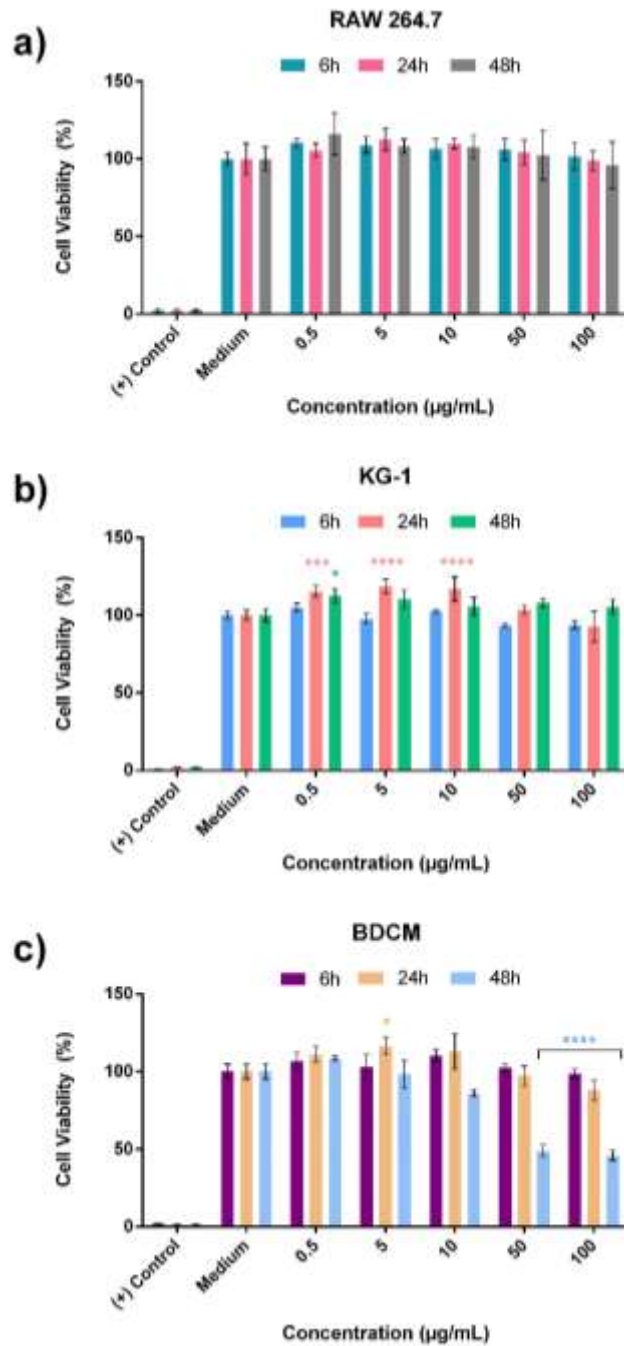 RAW 264.7
a)
6h 24h 48h
150
100
50
0
Cell Viability (%)
(+) Control Medium 0.5 5 10 50 100
Concentration (µg/mL)
KG-1
b)
6h 24h 48h
150
100
50
0
Cell Viability (%)
*** * **** ****
(+) Control Medium 0.5 5 10 50 100
Concentration (µg/mL)
BDCM
c)
6h 24h 48h
150
100
50
0
Cell Viability (%)
* ****
(+) Control Medium 0.5 5 10 50 100
Concentration (µg/mL)